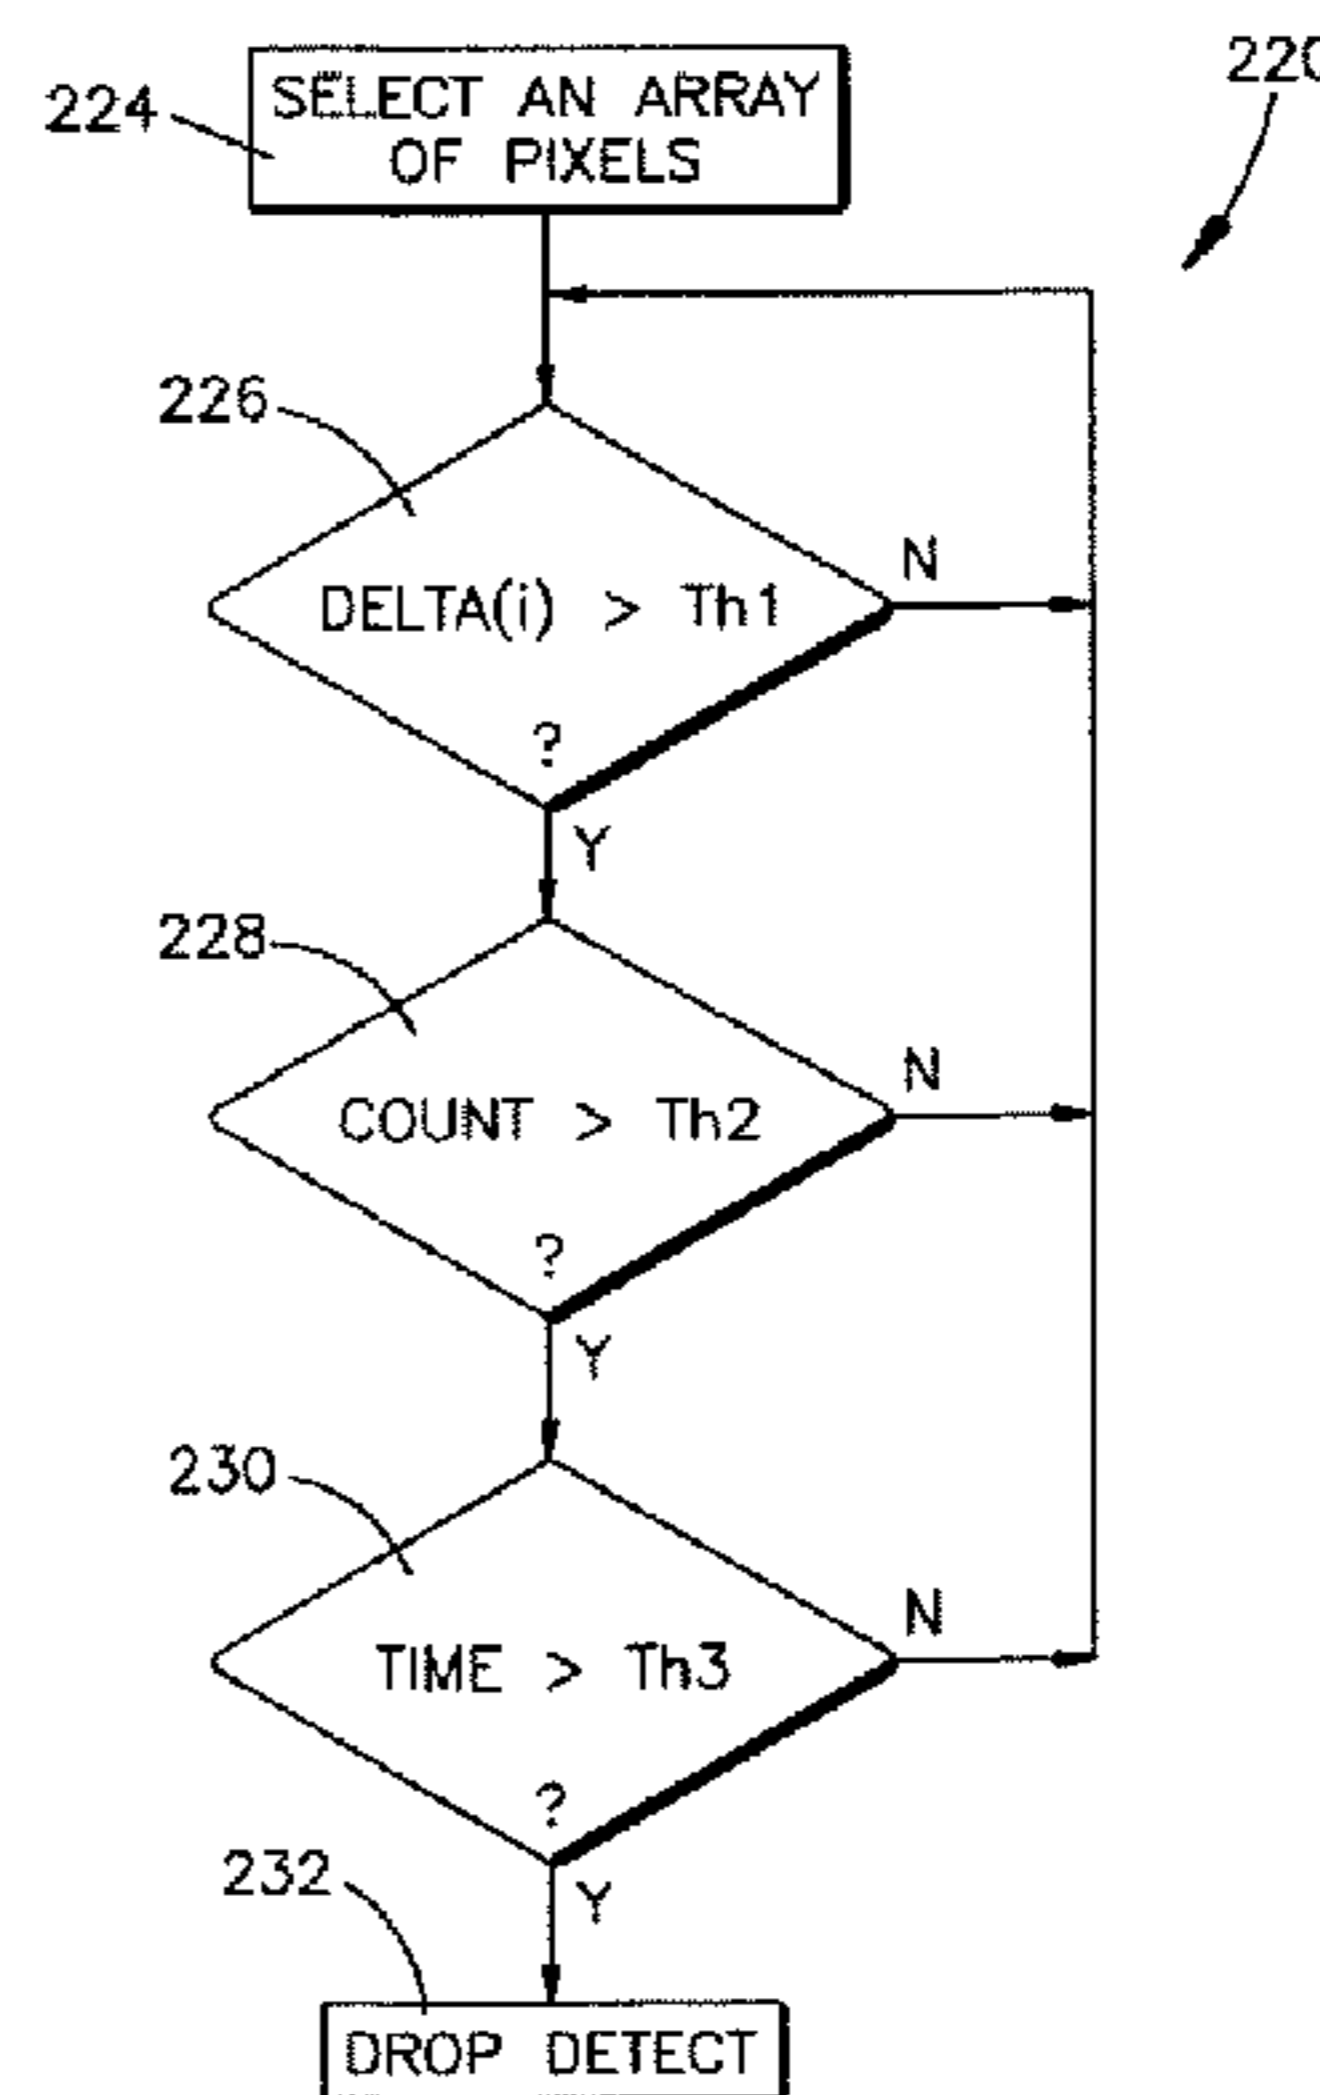 220
224
SELECT AN ARRAY
OF PIXELS
226
DELTA(i) > Th1
?
N
Y
228
COUNT > Th2
?
N
Y
230
TIME > Th3
?
N
Y
232
DROP DETECT